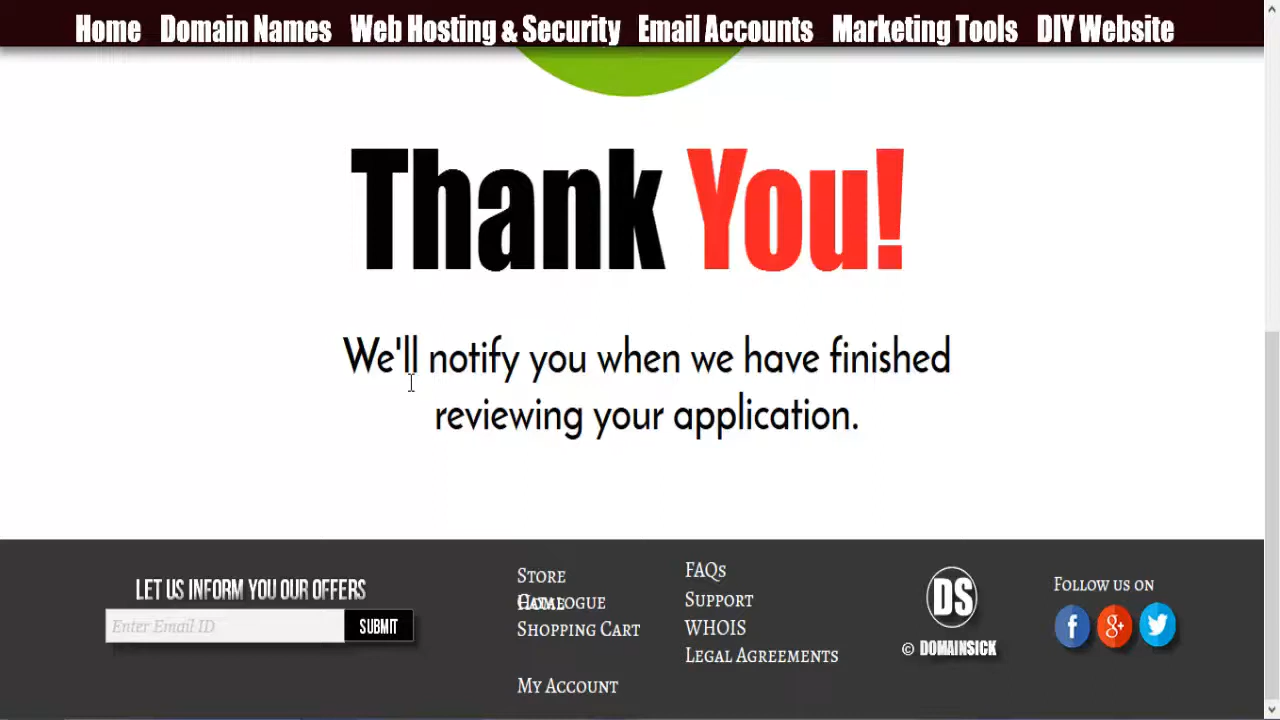 Home Domain Names Web Hosting & Security Email Accounts Marketing Tools DIY Website
Thank You!
We'll notify you when we have finished
reviewing your application.
LET US INFORM YOU OUR OFFERS
Enter Email ID SUBMIT
STORE
CATALOGUE
HOME
SHOPPING CART
MY ACCOUNT
FAQs
SUPPORT
WHOIS
LEGAL AGREEMENTS
DS
© DOMAINSICK
FOLLOW US ON
f g+